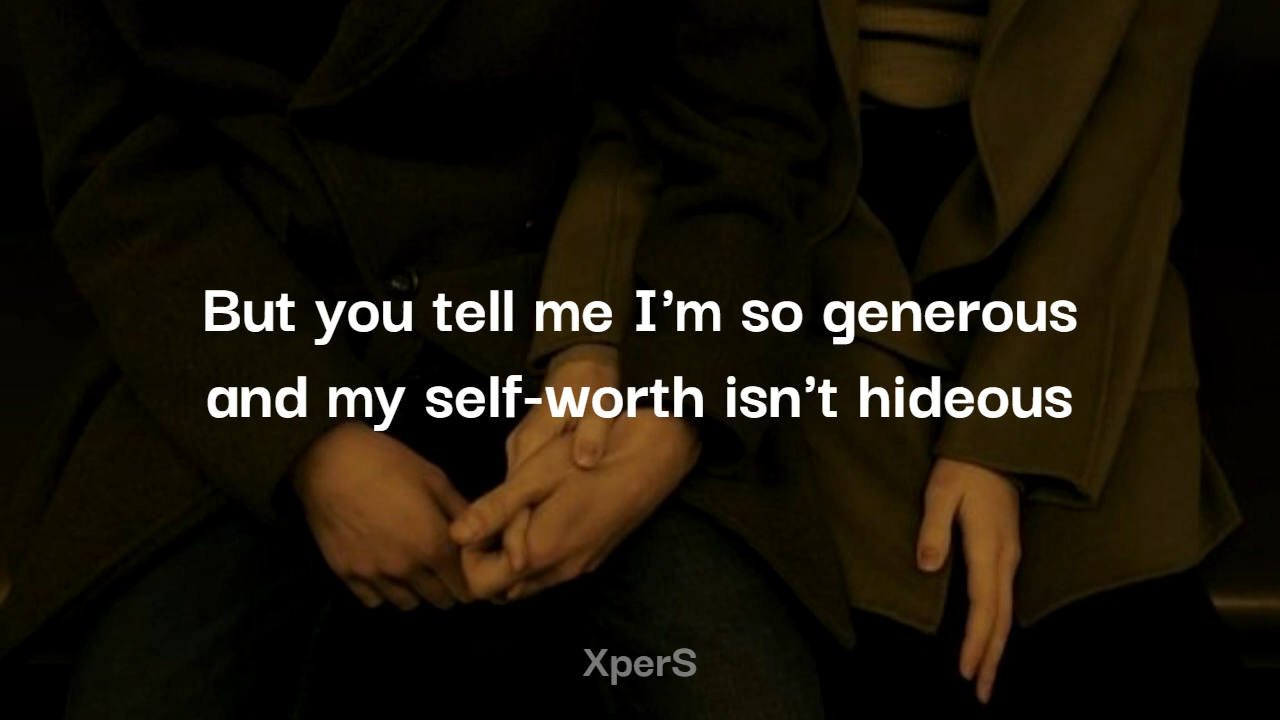 But you tell me I’m so generous
and my self-worth isn’t hideous
XperS